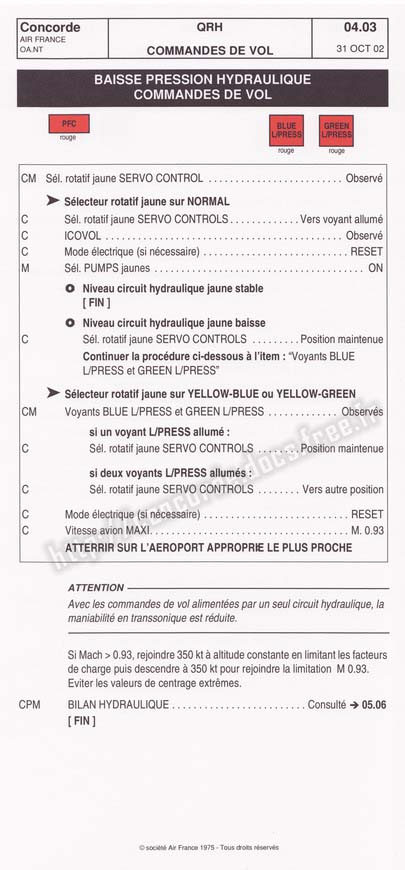 Concorde
AIR FRANCE
OA.NT
QRH
COMMANDES DE VOL
04.03
31 OCT 02
BAISSE PRESSION HYDRAULIQUE
COMMANDES DE VOL
PFC
rouge
BLUE
L/PRESS
rouge
GREEN
L/PRESS
rouge
CM Sél. rotatif jaune SERVO CONTROL . . . . . . . . . . . . . . . . . . . . . . . . Observé
➤ Sélecteur rotatif jaune sur NORMAL
C Sél. rotatif jaune SERVO CONTROLS . . . . . . . . . . . . Vers voyant allumé
C ICOVOL . . . . . . . . . . . . . . . . . . . . . . . . . . . . . . . . . . . . . . . . . Observé
C Mode électrique (si nécessaire) . . . . . . . . . . . . . . . . . . . . . . . . . RESET
M Sél. PUMPS jaunes . . . . . . . . . . . . . . . . . . . . . . . . . . . . . . . . . . . . . ON
Niveau circuit hydraulique jaune stable
[ FIN ]
Niveau circuit hydraulique jaune baisse
C Sél. rotatif jaune SERVO CONTROLS . . . . . . . . . Position maintenue
Continuer la procédure ci-dessous à l'item : "Voyants BLUE
L/PRESS et GREEN L/PRESS"
➤ Sélecteur rotatif jaune sur YELLOW-BLUE ou YELLOW-GREEN
CM Voyants BLUE L/PRESS et GREEN L/PRESS . . . . . . . . . . . . . Observés
si un voyant L/PRESS allumé :
C Sél. rotatif jaune SERVO CONTROLS . . . . . . . . Position maintenue
si deux voyants L/PRESS allumés :
C Sél. rotatif jaune SERVO CONTROLS . . . . . . . . Vers autre position
C Mode électrique (si nécessaire) . . . . . . . . . . . . . . . . . . . . . . . . . RESET
C Vitesse avion MAXI. . . . . . . . . . . . . . . . . . . . . . . . . . . . . . . . . . M. 0.93
ATTERRIR SUR L'AEROPORT APPROPRIE LE PLUS PROCHE
ATTENTION
Avec les commandes de vol alimentées par un seul circuit hydraulique, la
maniabilité en transsonique est réduite.
Si Mach > 0.93, rejoindre 350 kt à altitude constante en limitant les facteurs
de charge puis descendre à 350 kt pour rejoindre la limitation M 0.93.
Eviter les valeurs de centrage extrêmes.
CPM BILAN HYDRAULIQUE . . . . . . . . . . . . . . . . . . . . . . . . Consulté ➔ 05.06
[ FIN ]
© société Air France 1975 - Tous droits réservés